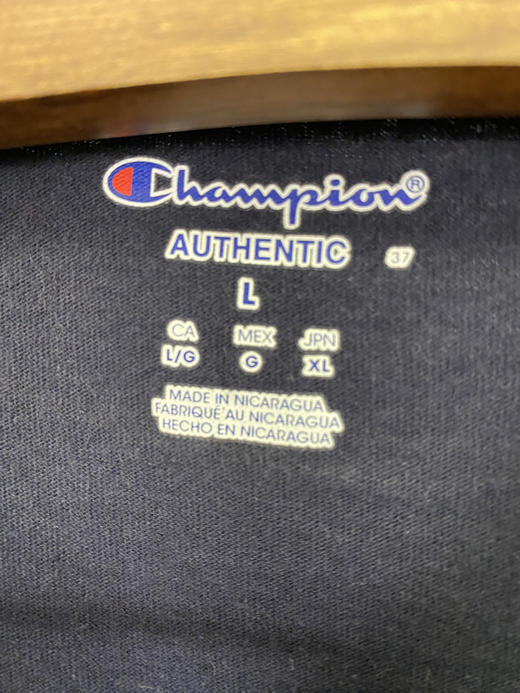 Champion®
AUTHENTIC 37
L
CA MEX JPN
L/G G XL
MADE IN NICARAGUA
FABRIQUÉ AU NICARAGUA
HECHO EN NICARAGUA